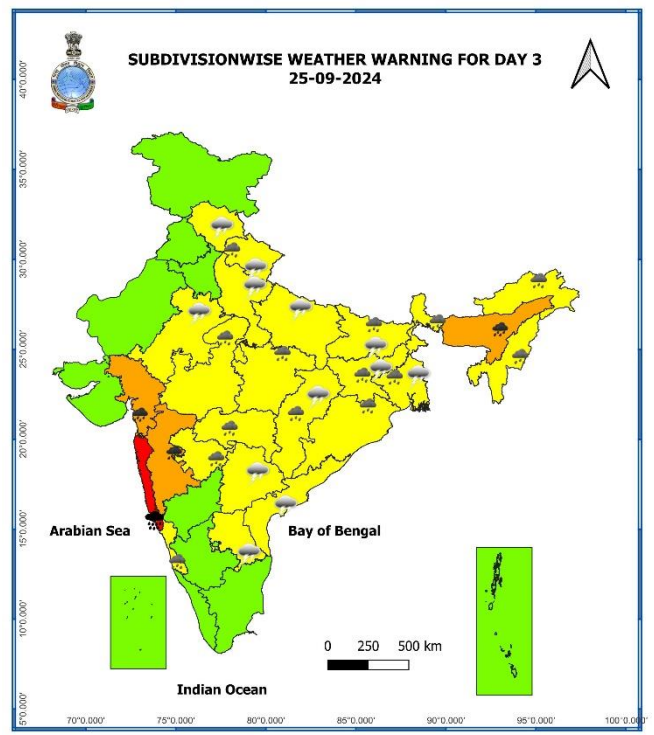 SUBDIVISIONWISE WEATHER WARNING FOR DAY 3
25-09-2024
40°0.000'
35°0.000'
30°0.000'
25°0.000'
20°0.000'
15°0.000'
10°0.000'
5°0.000'
Arabian Sea
Bay of Bengal
0 250 500 km
Indian Ocean
70°0.000' 75°0.000' 80°0.000' 85°0.000' 90°0.000' 95°0.000' 100°0.000'